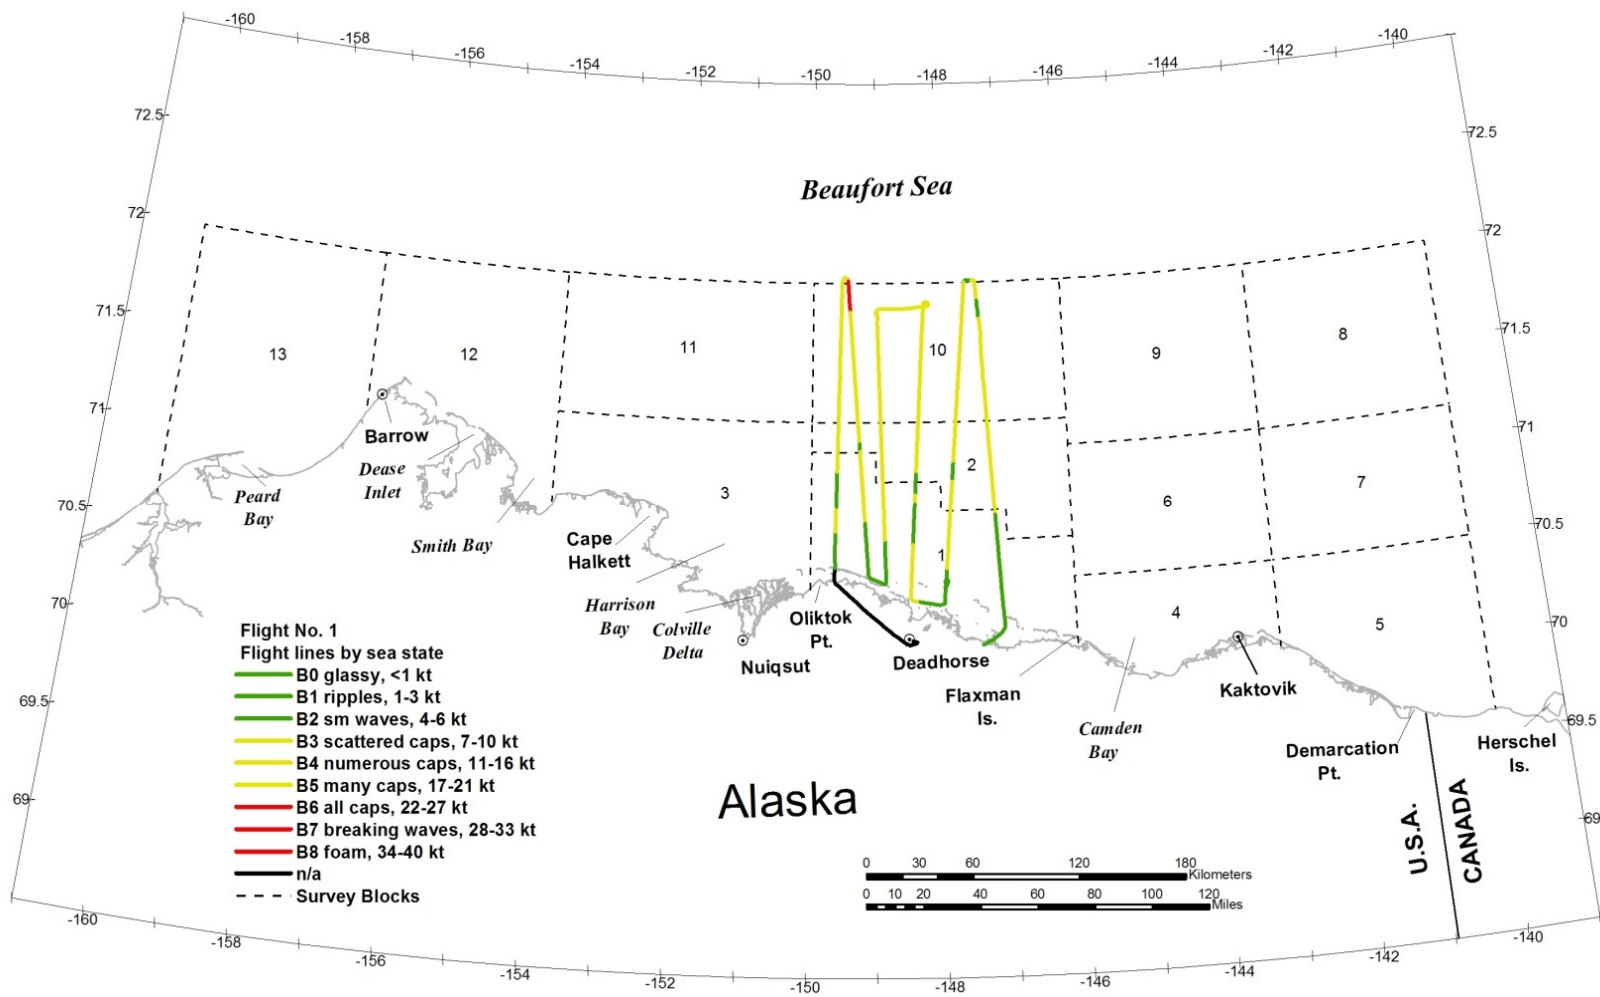 -160
-158
-156
-154
-152
-150
-148
-146
-144
-142
-140
72.5
72
71.5
71
70.5
70
69.5
69
72.5
72
71.5
71
70.5
70
69.5
69
Beaufort Sea
13
12
11
10
9
8
3
2
1
6
7
4
5
Barrow
Dease
Inlet
Peard
Bay
Smith Bay
Cape
Halkett
Harrison
Bay
Colville
Delta
Nuiqsut
Oliktok
Pt.
Deadhorse
Flaxman
Is.
Camden
Bay
Kaktovik
Demarcation
Pt.
Herschel
Is.
Alaska
U.S.A.
CANADA
Flight No. 1
Flight lines by sea state
B0 glassy, <1 kt
B1 ripples, 1-3 kt
B2 sm waves, 4-6 kt
B3 scattered caps, 7-10 kt
B4 numerous caps, 11-16 kt
B5 many caps, 17-21 kt
B6 all caps, 22-27 kt
B7 breaking waves, 28-33 kt
B8 foam, 34-40 kt
n/a
Survey Blocks
0 30 60 120 180
Kilometers
0 10 20 40 60 80 100 120
Miles
-160
-158
-156
-154
-152
-150
-148
-146
-144
-142
-140